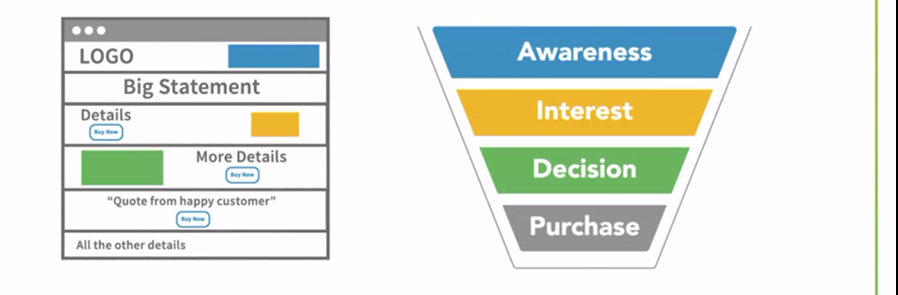 LOGO
Big Statement
Details
Buy Now
More Details
Buy Now
“Quote from happy customer”
Buy Now
All the other details
Awareness
Interest
Decision
Purchase